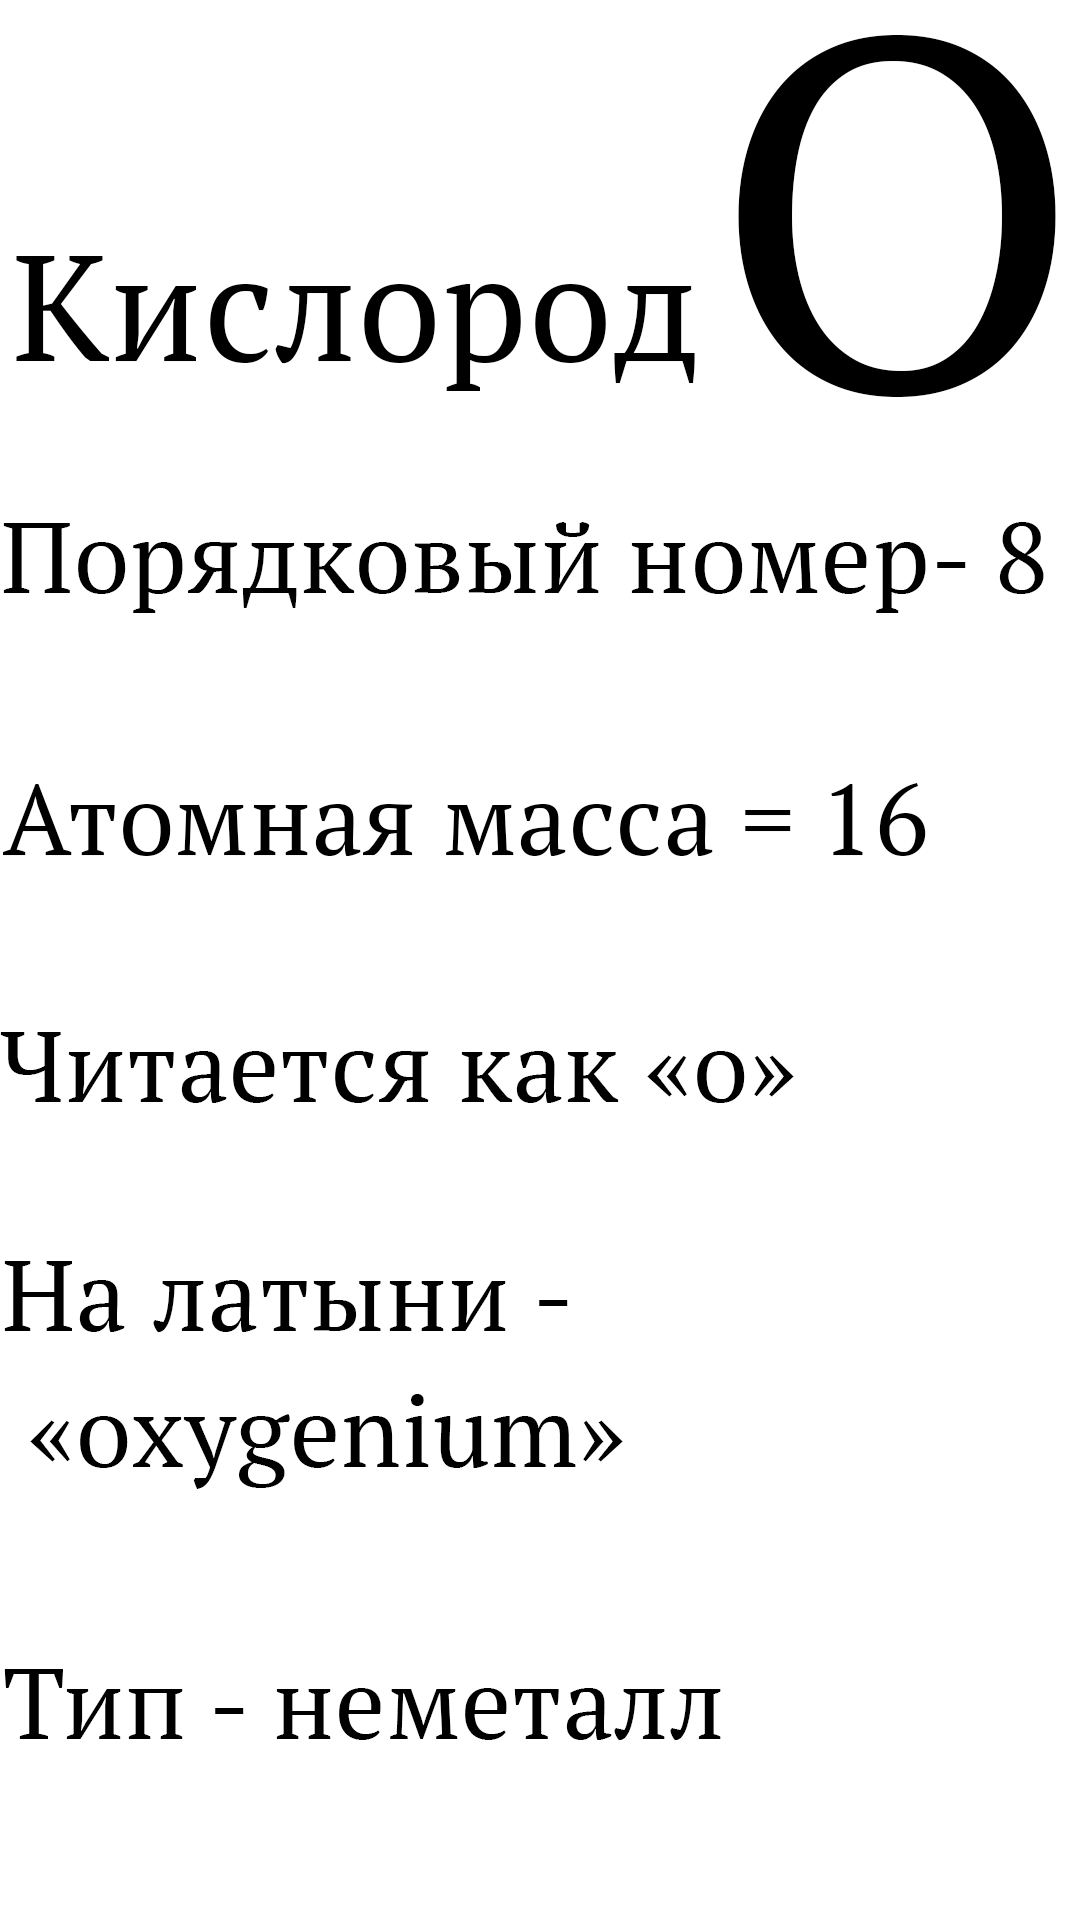 Кислород О
Порядковый номер- 8
Атомная масса = 16
Читается как «о»
На латыни -
«oxygenium»
Тип - неметалл